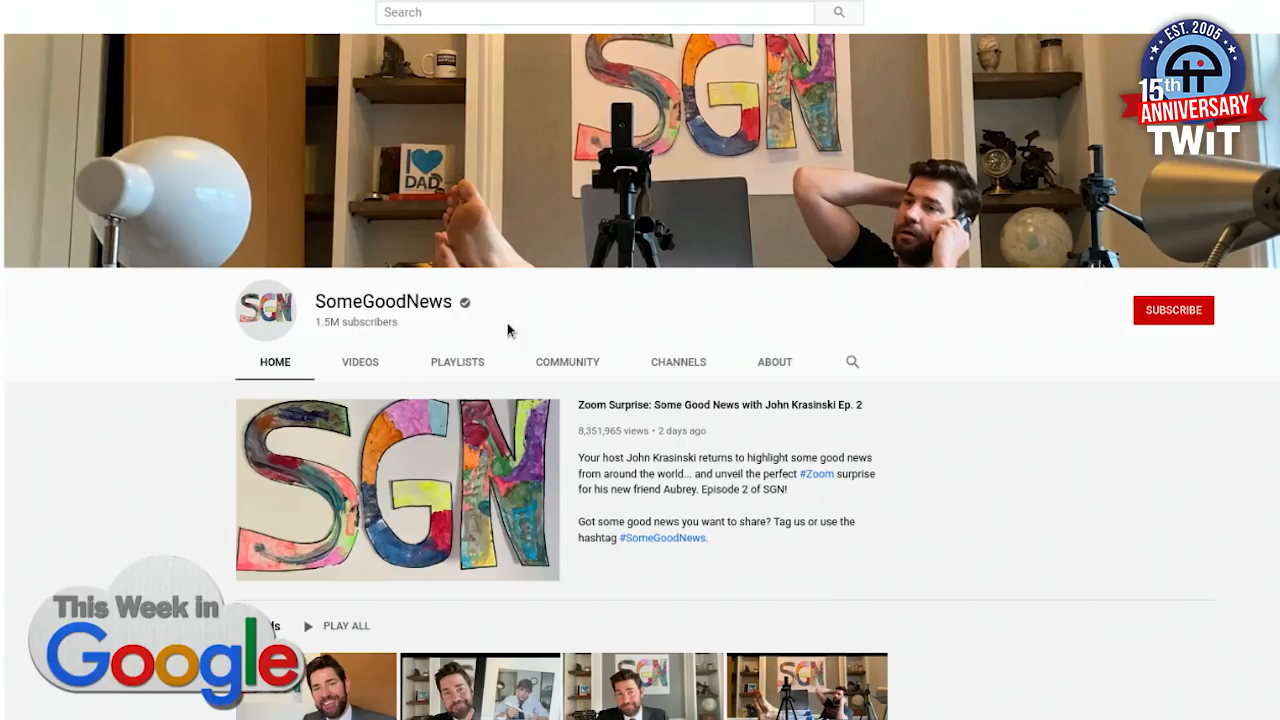 Search
EST. 2005
15th
ANNIVERSARY
TWiT
SGN
I
DAD
SGN
SomeGoodNews
1.5M subscribers
SUBSCRIBE
HOME
VIDEOS
PLAYLISTS
COMMUNITY
CHANNELS
ABOUT
SGN
Zoom Surprise: Some Good News with John Krasinski Ep. 2
8,351,965 views • 2 days ago
Your host John Krasinski returns to highlight some good news
from around the world... and unveil the perfect #Zoom surprise
for his new friend Aubrey. Episode 2 of SGN!
Got some good news you want to share? Tag us or use the
hashtag #SomeGoodNews.
PLAY ALL
This Week in
Google
SGN
SGN